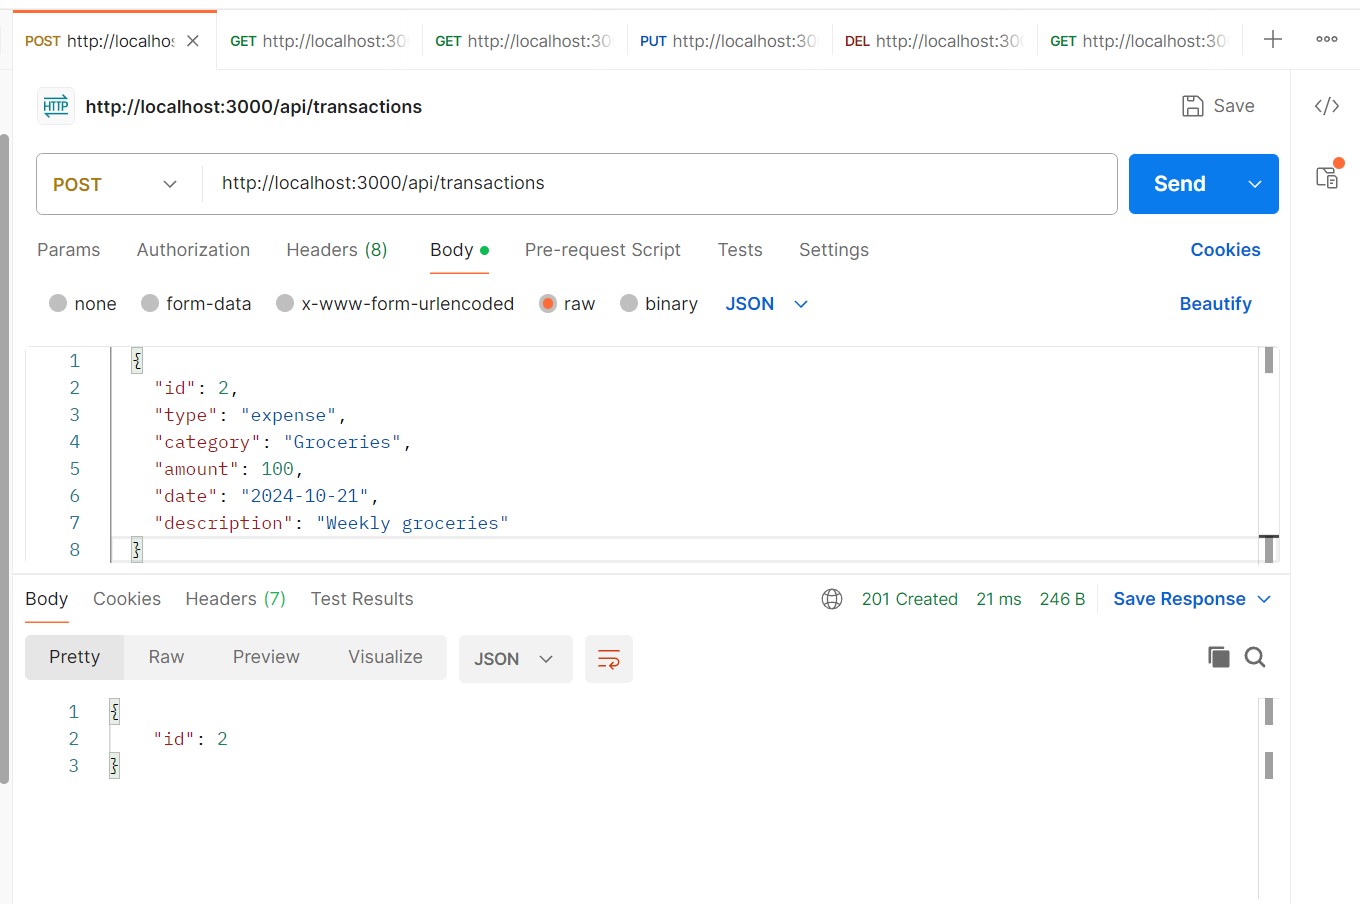 POST http://localhos GET http://localhost:30 GET http://localhost:30 PUT http://localhost:30 DEL http://localhost:30 GET http://localhost:30
HTTP http://localhost:3000/api/transactions Save </>
POST http://localhost:3000/api/transactions Send
Params Authorization Headers (8) Body Pre-request Script Tests Settings Cookies
none form-data x-www-form-urlencoded raw binary JSON Beautify
1 {
2 "id": 2,
3 "type": "expense",
4 "category": "Groceries",
5 "amount": 100,
6 "date": "2024-10-21",
7 "description": "Weekly groceries"
8 }
Body Cookies Headers (7) Test Results 201 Created 21 ms 246 B Save Response
Pretty Raw Preview Visualize JSON
1 {
2 "id": 2
3 }